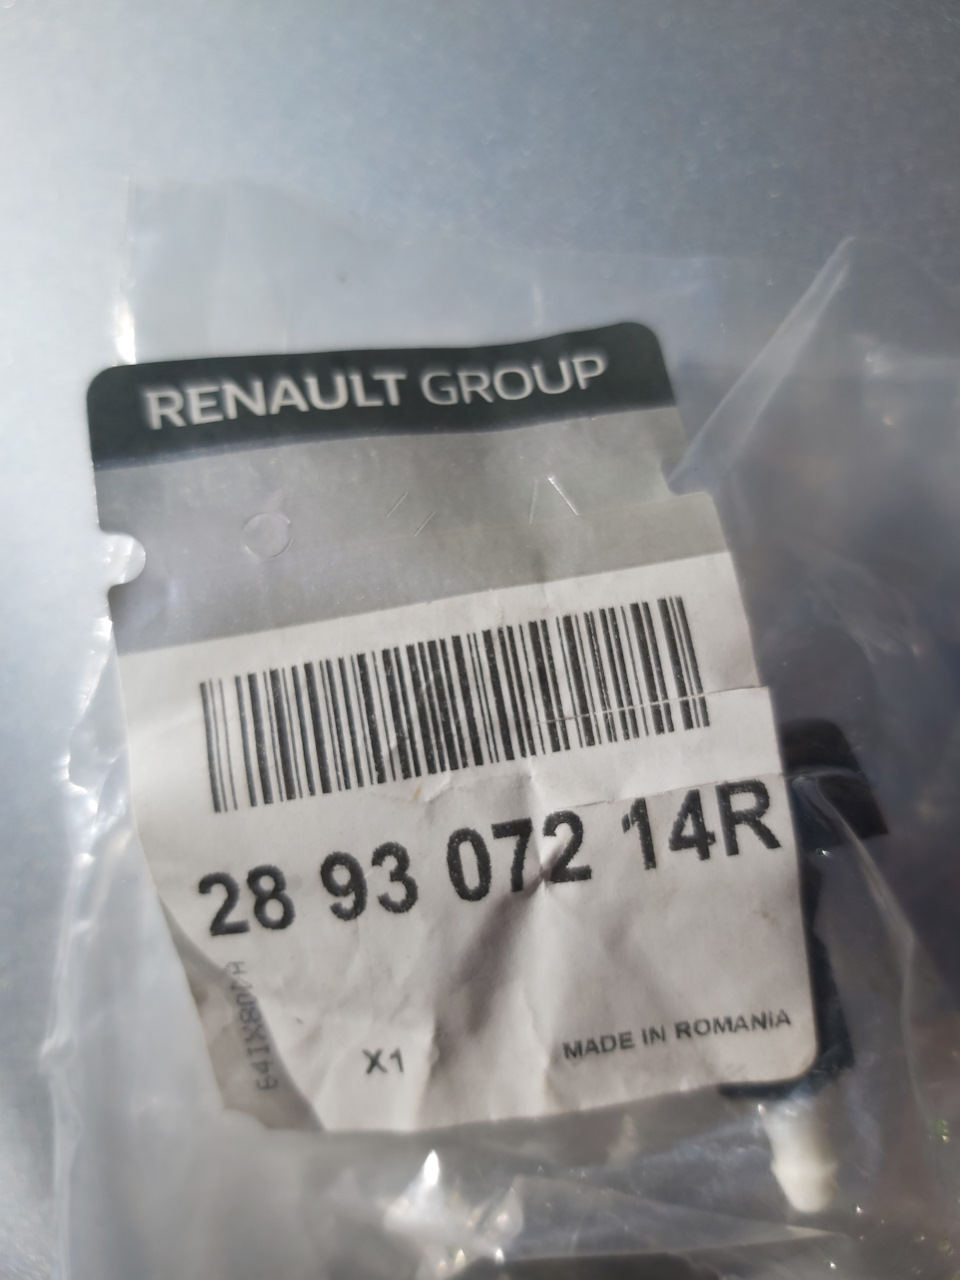 RENAULT GROUP
28 93 072 14R
X1
MADE IN ROMANIA